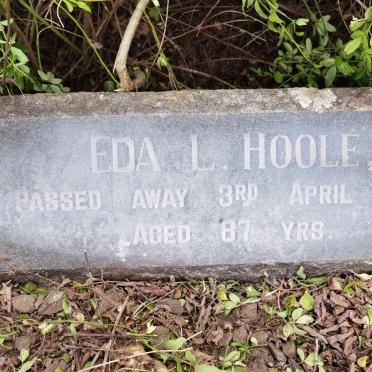 EDA L. HOOLE,
PASSED AWAY 3RD APRIL
AGED 87 YRS.